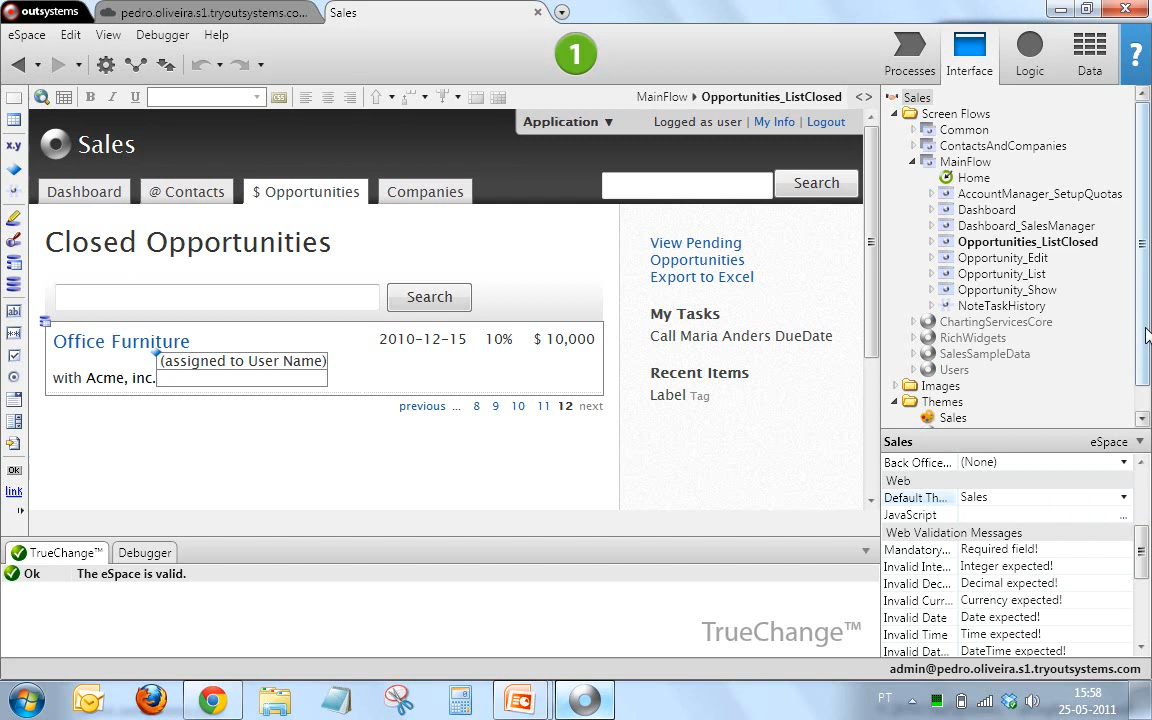 outsystems
pedro.oliveira.s1.tryoutsystems.co...
Sales
eSpace Edit View Debugger Help
1
Processes Interface Logic Data ?
B I U
MainFlow Opportunities_ListClosed <>
Application ▼ Logged as user | My Info | Logout
Sales
Dashboard @ Contacts $ Opportunities Companies
Search
Closed Opportunities
Search
Office Furniture 2010-12-15 10% $ 10,000
(assigned to User Name)
with Acme, inc.
previous ... 8 9 10 11 12 next
View Pending
Opportunities
Export to Excel
My Tasks
Call Maria Anders DueDate
Recent Items
Label Tag
x.y
ab
OK
link
Sales
Screen Flows
Common
ContactsAndCompanies
MainFlow
Home
AccountManager_SetupQuotas
Dashboard
Dashboard_SalesManager
Opportunities_ListClosed
Opportunity_Edit
Opportunity_List
Opportunity_Show
NoteTaskHistory
ChartingServicesCore
RichWidgets
SalesSampleData
Users
Images
Themes
Sales
Sales eSpace
Back Office... (None)
Web
Default Th... Sales
JavaScript ...
Web Validation Messages
Mandatory... Required field!
Invalid Inte... Integer expected!
Invalid Dec... Decimal expected!
Invalid Curr... Currency expected!
Invalid Date Date expected!
Invalid Time Time expected!
Invalid Dat... DateTime expected!
TrueChange™ Debugger
Ok The eSpace is valid.
TrueChange™
admin@pedro.oliveira.s1.tryoutsystems.com
PT
15:58
25-05-2011